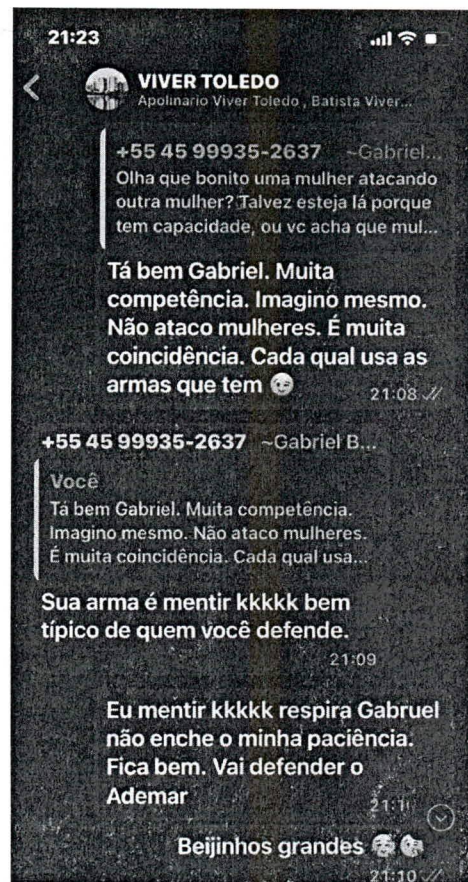 21:23
VIVER TOLEDO
Apolinario Viver Toledo , Batista Viver...
+55 45 99935-2637 ~Gabriel...
Olha que bonito uma mulher atacando
outra mulher? Talvez esteja lá porque
tem capacidade, ou vc acha que mul...
Tá bem Gabriel. Muita
competência. Imagino mesmo.
Não ataco mulheres. É muita
coincidência. Cada qual usa as
armas que tem 😉
21:08
+55 45 99935-2637 ~Gabriel B...
Você
Tá bem Gabriel. Muita competência.
Imagino mesmo. Não ataco mulheres.
É muita coincidência. Cada qual usa...
Sua arma é mentir kkkkk bem
típico de quem você defende.
21:09
Eu mentir kkkkk respira Gabruel
não enche o minha paciência.
Fica bem. Vai defender o
Ademar
Beijinhos grandes
21:10